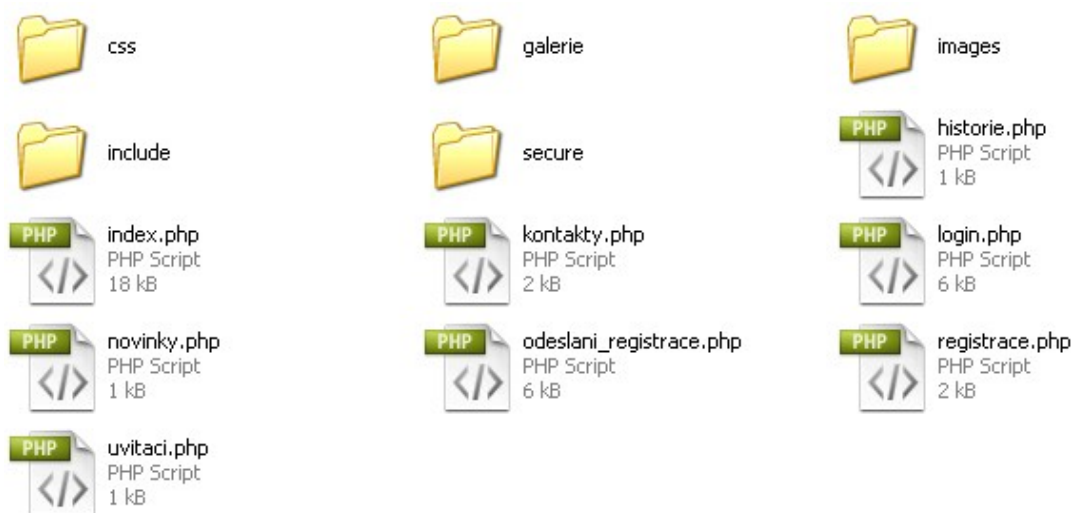 css
galerie
images
include
secure
PHP
historie.php
PHP Script
1 kB
PHP
index.php
PHP Script
18 kB
PHP
kontakty.php
PHP Script
2 kB
PHP
login.php
PHP Script
6 kB
PHP
novinky.php
PHP Script
1 kB
PHP
odeslani_registrace.php
PHP Script
6 kB
PHP
registrace.php
PHP Script
2 kB
PHP
uvitaci.php
PHP Script
1 kB